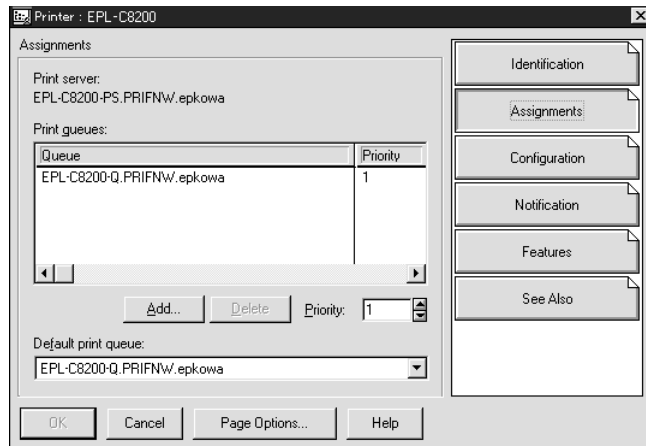 Printer : EPL-C8200
Assignments
Print server:
EPL-C8200-PS.PRIFNW.epkowa
Print queues:
Queue Priority
EPL-C8200-Q.PRIFNW.epkowa 1
Add... Delete Priority: 1
Default print queue:
EPL-C8200-Q.PRIFNW.epkowa
OK Cancel Page Options... Help
Identification
Assignments
Configuration
Notification
Features
See Also